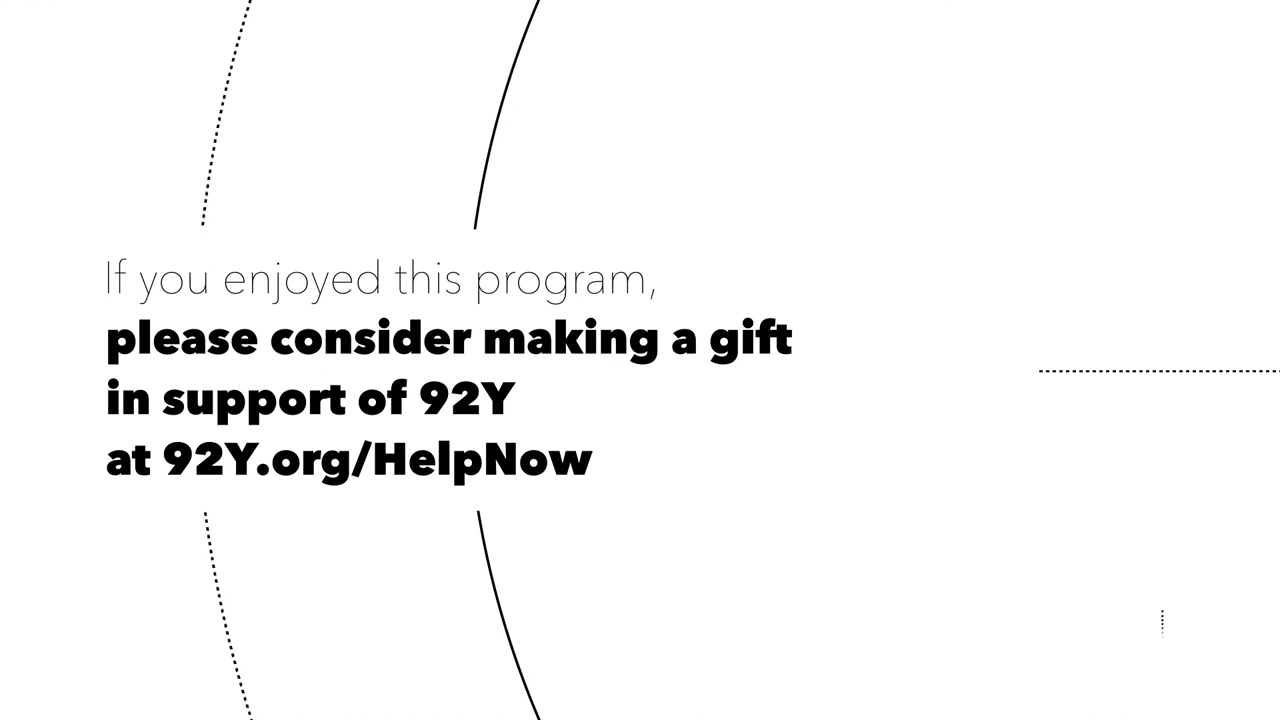 If you enjoyed this program,
please consider making a gift
in support of 92Y
at 92Y.org/HelpNow